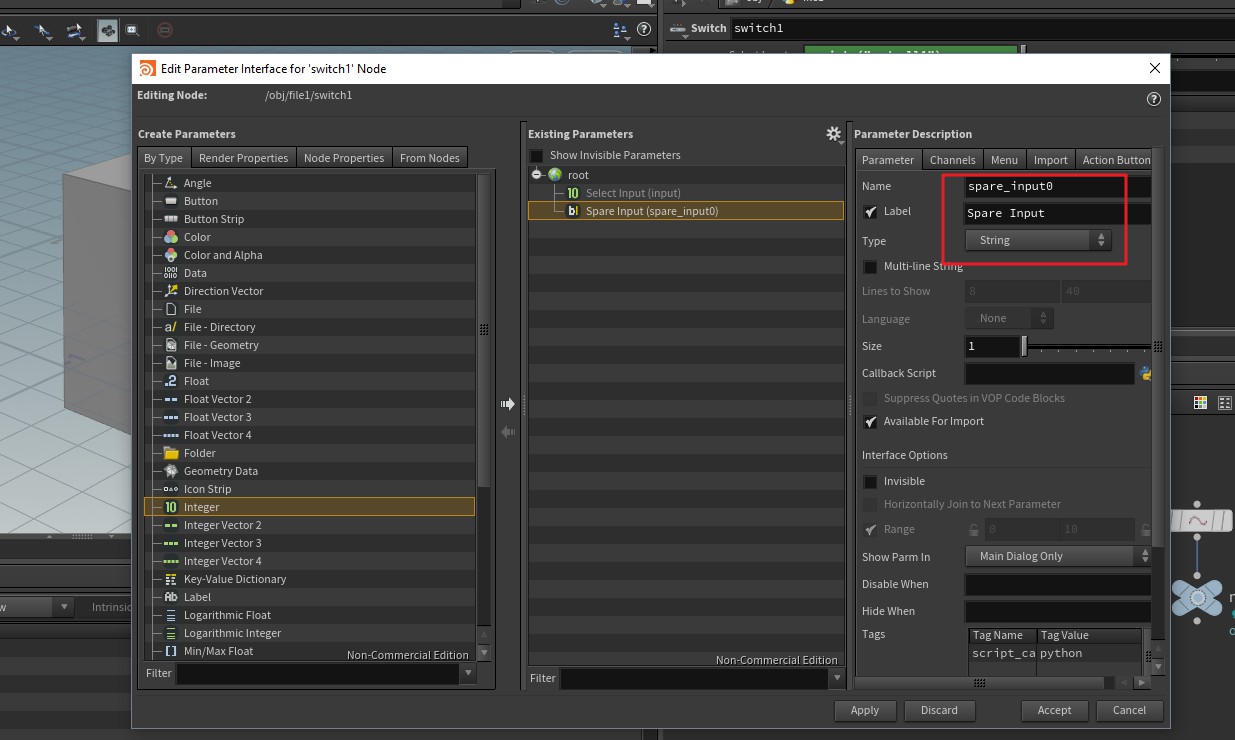 Switch switch1
Edit Parameter Interface for 'switch1' Node
Editing Node: /obj/file1/switch1
Create Parameters
By Type Render Properties Node Properties From Nodes
Angle
Button
Button Strip
Color
Color and Alpha
Data
Direction Vector
File
File - Directory
File - Geometry
File - Image
Float
Float Vector 2
Float Vector 3
Float Vector 4
Folder
Geometry Data
Icon Strip
Integer
Integer Vector 2
Integer Vector 3
Integer Vector 4
Key-Value Dictionary
Label
Logarithmic Float
Logarithmic Integer
Min/Max Float
Non-Commercial Edition
Filter
Existing Parameters
Show Invisible Parameters
root
Select Input (input)
Spare Input (spare_input0)
Non-Commercial Edition
Filter
Parameter Description
Parameter Channels Menu Import Action Button
Name spare_input0
Label Spare Input
Type String
Multi-line String
Lines to Show 8 40
Language None
Size 1
Callback Script
Suppress Quotes in VOP Code Blocks
Available For Import
Interface Options
Invisible
Horizontally Join to Next Parameter
Range 0 10
Show Parm In Main Dialog Only
Disable When
Hide When
Tags Tag Name Tag Value
script_ca python
Apply Discard Accept Cancel